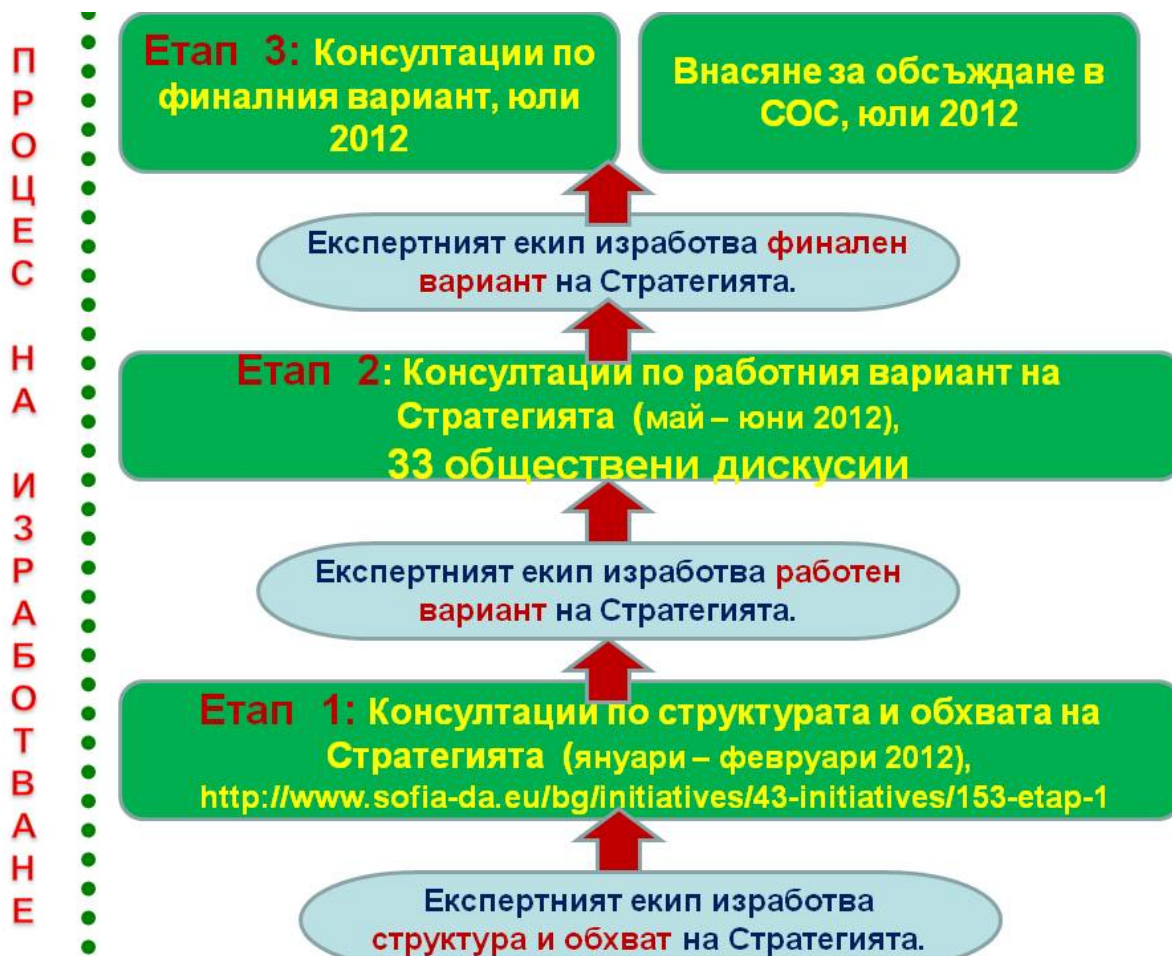 ПРОЦЕС НА ИЗРАБОТВАНЕ
Етап 3: Консултации по
финалния вариант, юли
2012
Внасяне за обсъждане в
СОС, юли 2012
Експертният екип изработва финален
вариант на Стратегията.
Етап 2: Консултации по работния вариант на
Стратегията (май – юни 2012),
33 обществени дискусии
Експертният екип изработва работен
вариант на Стратегията.
Етап 1: Консултации по структурата и обхвата на
Стратегията (януари – февруари 2012),
http://www.sofia-da.eu/bg/initiatives/43-initiatives/153-etap-1
Експертният екип изработва
структура и обхват на Стратегията.